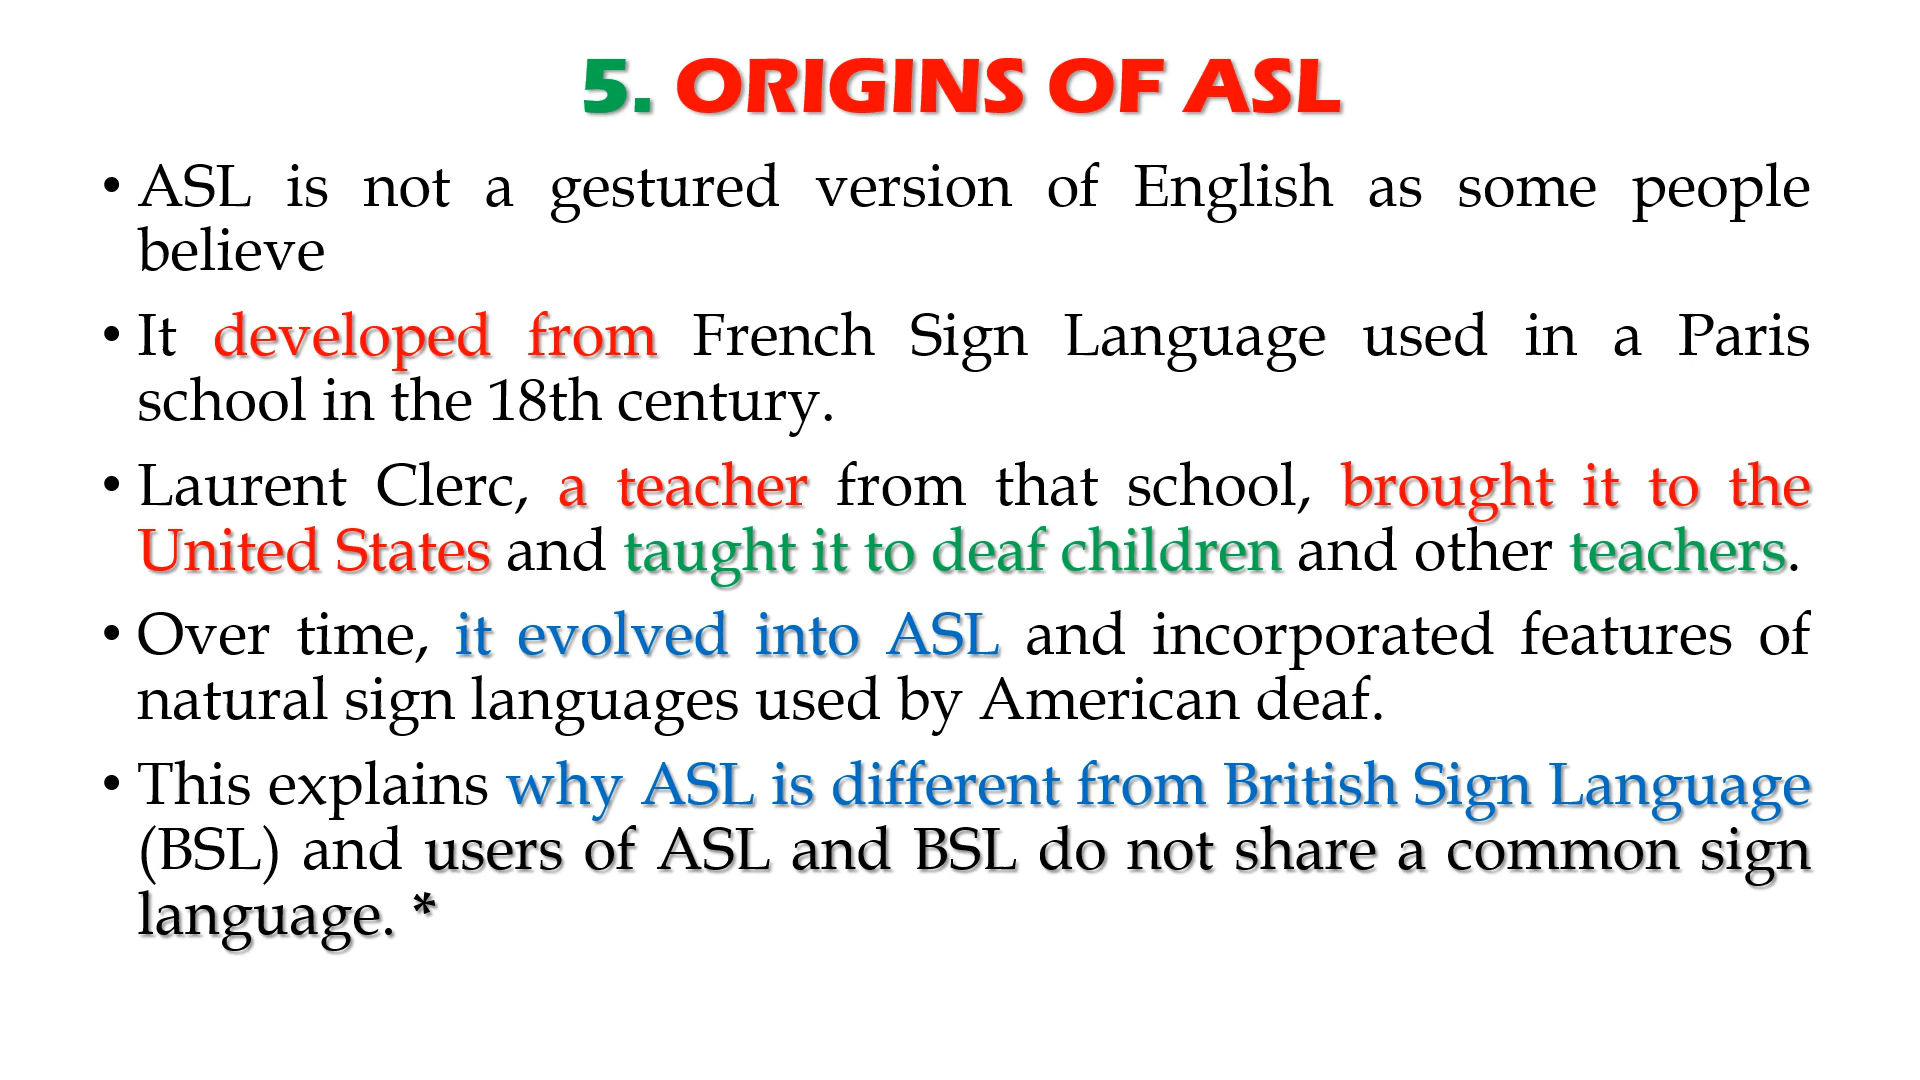 5. ORIGINS OF ASL
• ASL is not a gestured version of English as some people
believe
• It developed from French Sign Language used in a Paris
school in the 18th century.
• Laurent Clerc, a teacher from that school, brought it to the
United States and taught it to deaf children and other teachers.
• Over time, it evolved into ASL and incorporated features of
natural sign languages used by American deaf.
• This explains why ASL is different from British Sign Language
(BSL) and users of ASL and BSL do not share a common sign
language. *